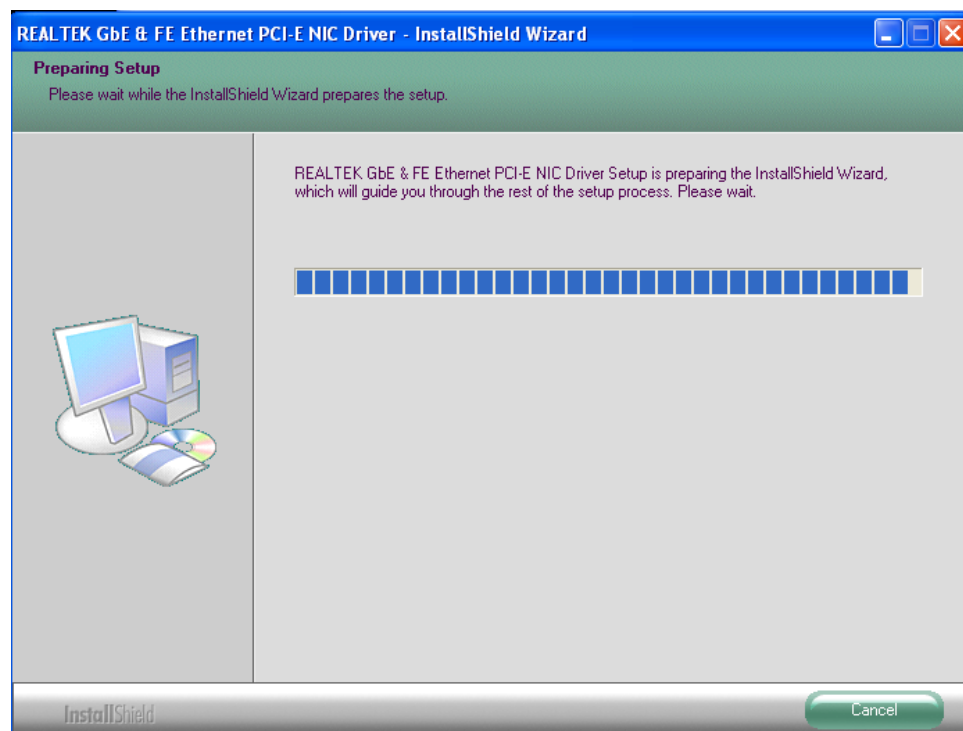 REALTEK GbE & FE Ethernet PCI-E NIC Driver - InstallShield Wizard
Preparing Setup
Please wait while the InstallShield Wizard prepares the setup.
REALTEK GbE & FE Ethernet PCI-E NIC Driver Setup is preparing the InstallShield Wizard,
which will guide you through the rest of the setup process. Please wait.
InstallShield
Cancel